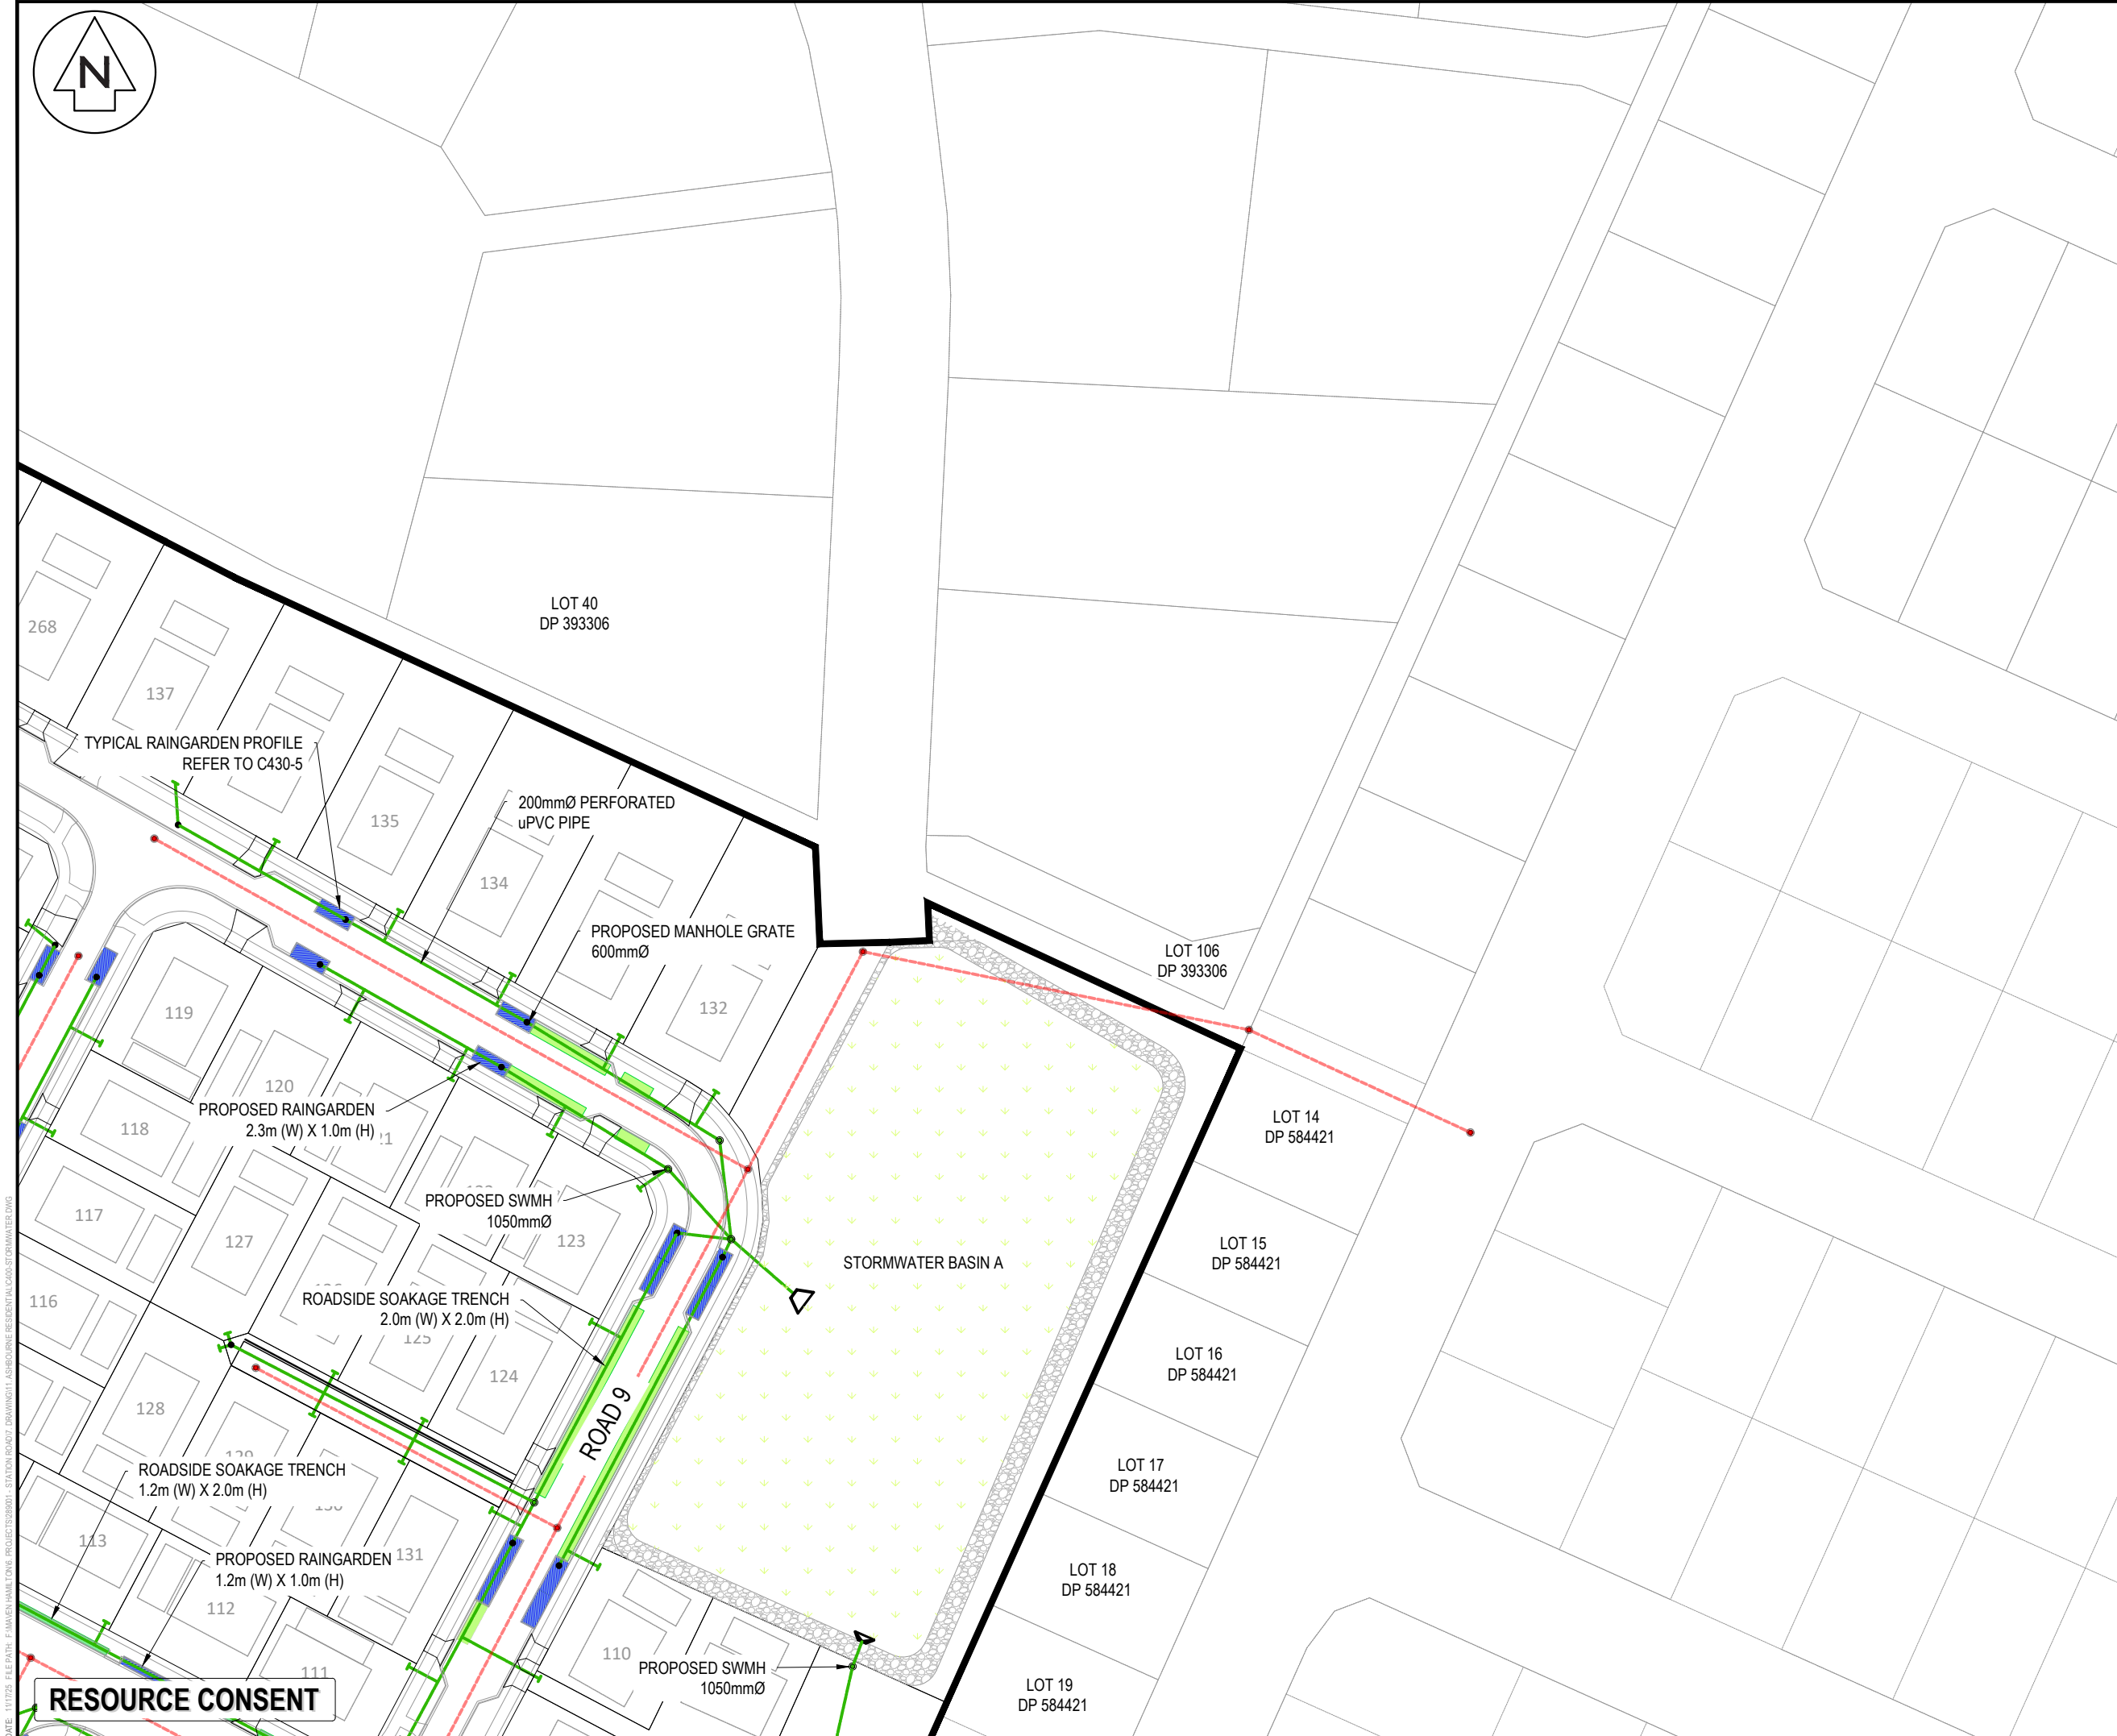 N
LOT 40
DP 393306
268
137
TYPICAL RAINGARDEN PROFILE
REFER TO C430-5
135
200mmØ PERFORATED
uPVC PIPE
134
PROPOSED MANHOLE GRATE
600mmØ
132
LOT 106
DP 393306
119
120
PROPOSED RAINGARDEN
2.3m (W) X 1.0m (H)
118
LOT 14
DP 584421
PROPOSED SWMH
1050mmØ
117
127
123
LOT 15
DP 584421
STORMWATER BASIN A
116
ROADSIDE SOAKAGE TRENCH
2.0m (W) X 2.0m (H)
125
124
LOT 16
DP 584421
128
ROAD 9
ROADSIDE SOAKAGE TRENCH
1.2m (W) X 2.0m (H)
LOT 17
DP 584421
113
PROPOSED RAINGARDEN
1.2m (W) X 1.0m (H)
131
112
LOT 18
DP 584421
110
111
PROPOSED SWMH
1050mmØ
LOT 19
DP 584421
RESOURCE CONSENT